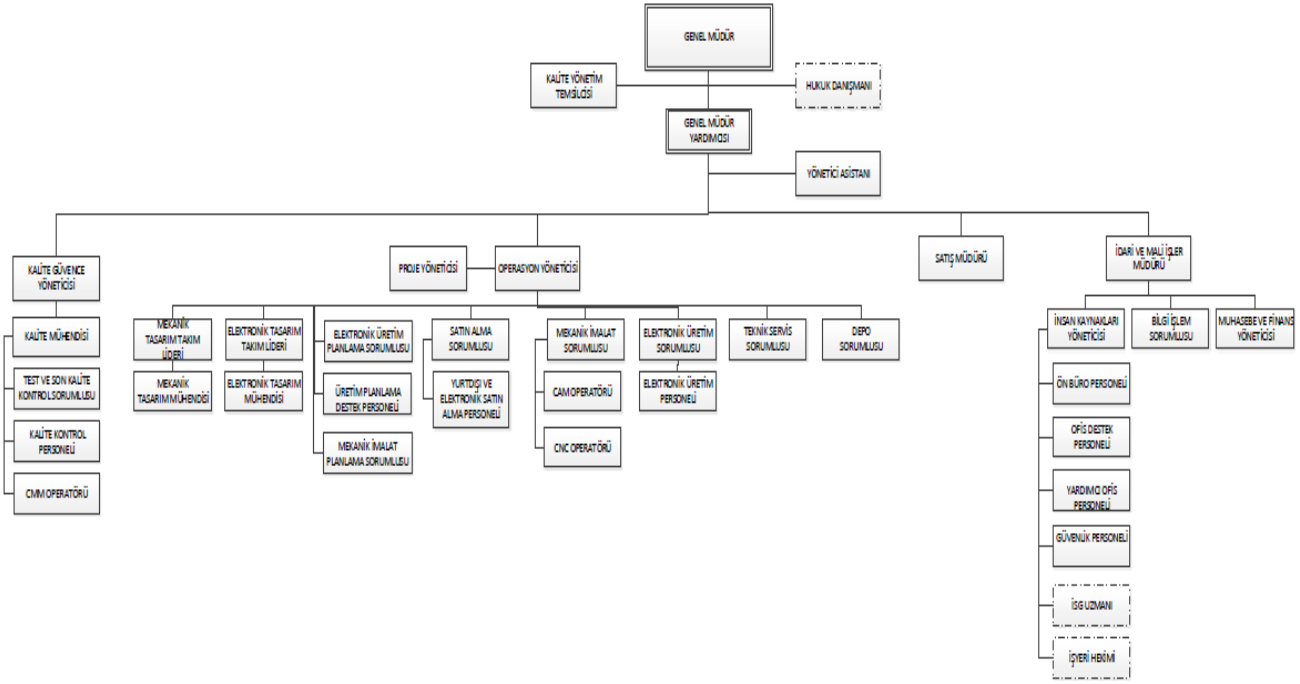 GENEL MÜDÜR
KALİTE YÖNETİM
TEMSİLCİSİ
HUKUK DANIŞMANI
GENEL MÜDÜR
YARDIMCISI
YÖNETİCİ ASİSTANI
KALİTE GÜVENCE
YÖNETİCİSİ
PROJE YÖNETİCİSİ
OPERASYON YÖNETİCİSİ
SATIŞ MÜDÜRÜ
İDARİ VE MALİ İŞLER
MÜDÜRÜ
KALİTE MÜHENDİSİ
TEST VE SON KALİTE
KONTROL SORUMLUSU
KALİTE KONTROL
PERSONELİ
CMM OPERATÖRÜ
MEKANİK
TASARIM TAKIM
LİDERİ
MEKANİK
TASARIM MÜHENDİSİ
ELEKTRONİK TASARIM
TAKIM LİDERİ
ELEKTRONİK TASARIM
MÜHENDİSİ
ELEKTRONİK ÜRETİM
PLANLAMA SORUMLUSU
ÜRETİM PLANLAMA
DESTEK PERSONELİ
MEKANİK İMALAT
PLANLAMA SORUMLUSU
SATIN ALMA
SORUMLUSU
YURTDIŞI VE
ELEKTRONİK SATIN
ALMA PERSONELİ
MEKANİK İMALAT
SORUMLUSU
CAM OPERATÖRÜ
CNC OPERATÖRÜ
ELEKTRONİK ÜRETİM
SORUMLUSU
ELEKTRONİK ÜRETİM
PERSONELİ
TEKNİK SERVİS
SORUMLUSU
DEPO
SORUMLUSU
İNSAN KAYNAKLARI
YÖNETİCİSİ
BİLGİ İŞLEM
SORUMLUSU
MUHASEBE VE FİNANS
YÖNETİCİSİ
ÖN BÜRO PERSONELİ
OFİS DESTEK
PERSONELİ
YARDIMCI OFİS
PERSONELİ
GÜVENLİK PERSONELİ
İSG UZMANI
İŞYERİ HEKİMİ